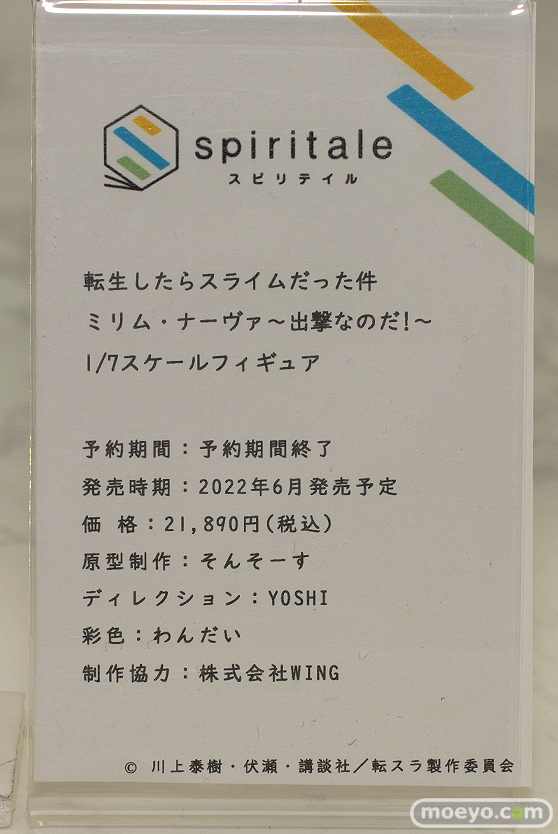 spiritale
スピリテイル
転生したらスライムだった件
ミリム・ナーヴァ～出撃なのだ!～
1/7スケールフィギュア
予約期間：予約期間終了
発売時期：2022年6月発売予定
価 格：21,890円(税込)
原型制作：そんそーす
ディレクション：YOSHI
彩色：わんだい
制作協力：株式会社WING
© 川上泰樹・伏瀬・講談社／転スラ製作委員会
moeyo.com